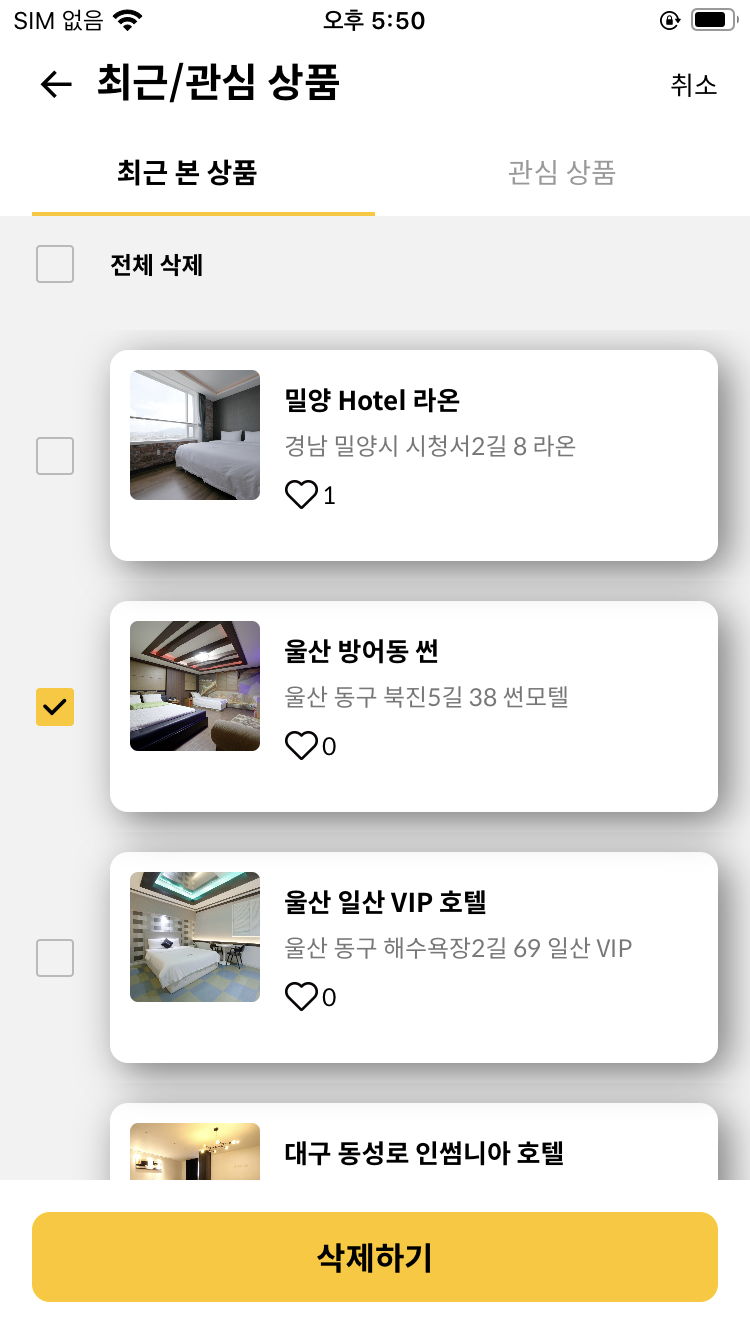 SIM 없음 오후 5:50
최근/관심 상품 취소
최근 본 상품 관심 상품
전체 삭제
밀양 Hotel 라온
경남 밀양시 시청서2길 8 라온
1
울산 방어동 썬
울산 동구 북진5길 38 썬모텔
0
울산 일산 VIP 호텔
울산 동구 해수욕장2길 69 일산 VIP
0
대구 동성로 인썸니아 호텔
삭제하기